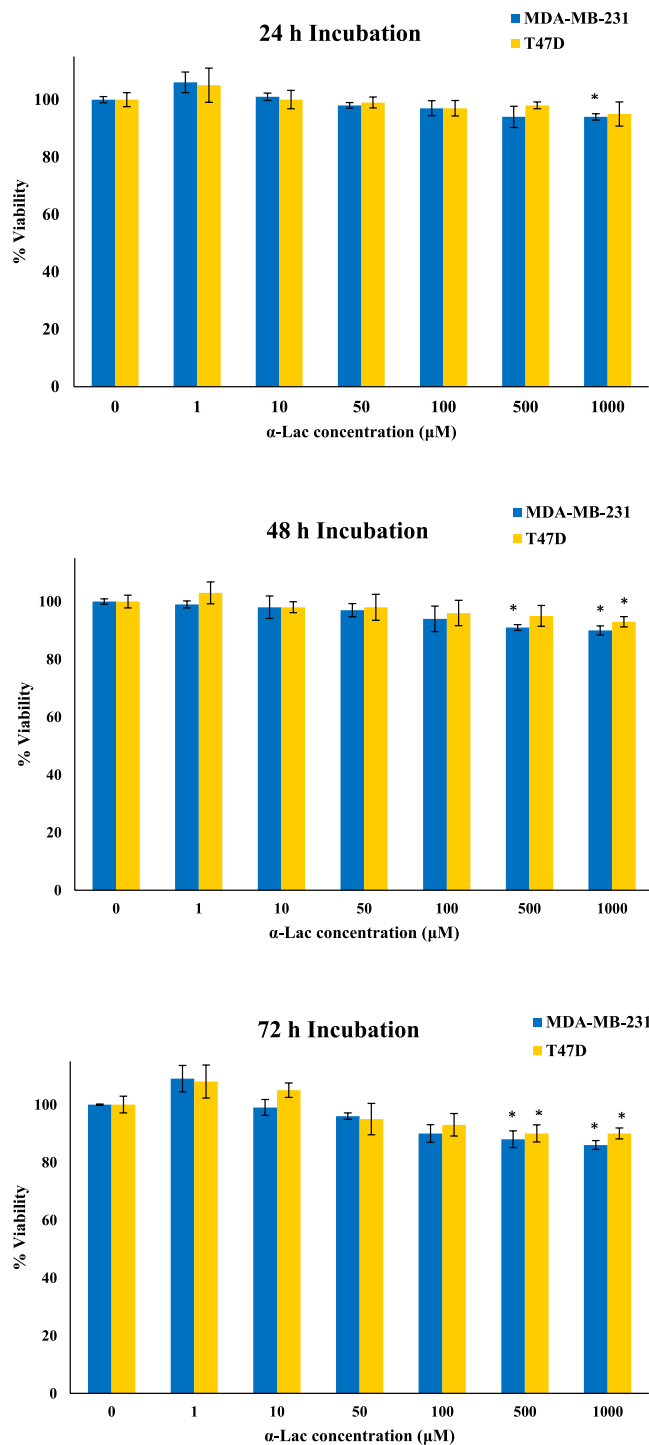 24 h Incubation
MDA-MB-231
T47D
% Viability
100
80
60
40
20
0
*
0 1 10 50 100 500 1000
α-Lac concentration (µM)
48 h Incubation
MDA-MB-231
T47D
% Viability
100
80
60
40
20
0
* * *
0 1 10 50 100 500 1000
α-Lac concentration (µM)
72 h Incubation
MDA-MB-231
T47D
% Viability
100
80
60
40
20
0
* * * *
0 1 10 50 100 500 1000
α-Lac concentration (µM)